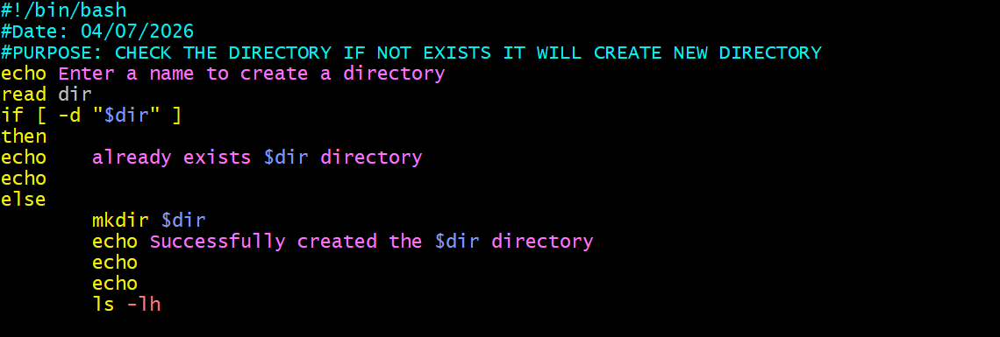 #!/bin/bash
#Date: 04/07/2026
#PURPOSE: CHECK THE DIRECTORY IF NOT EXISTS IT WILL CREATE NEW DIRECTORY
echo Enter a name to create a directory
read dir
if [ -d "$dir" ]
then
echo    already exists $dir directory
echo
else
        mkdir $dir
        echo Successfully created the $dir directory
        echo
        echo
        ls -lh